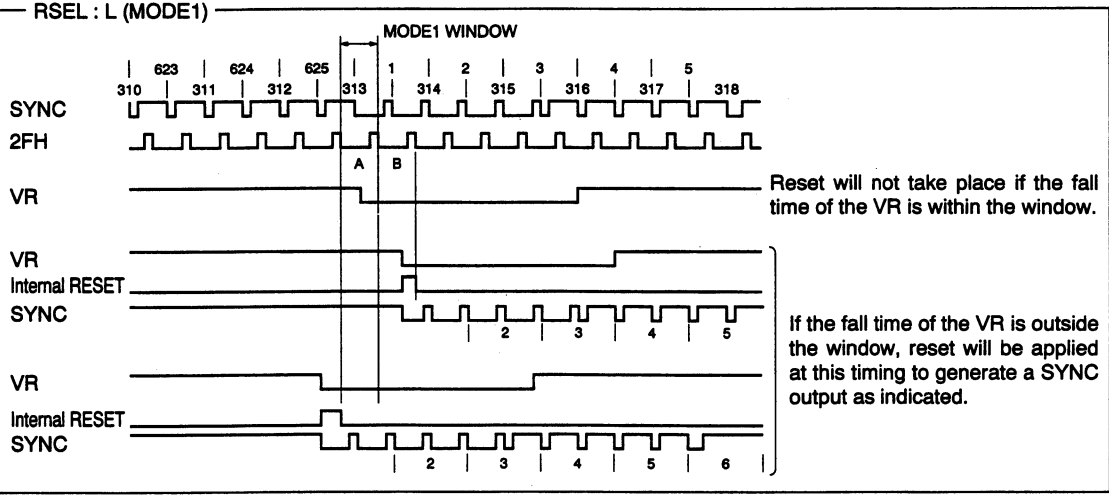 RSEL : L (MODE1)
MODE1 WINDOW
623 624 625 1 2 3 4 5
310 311 312 313 314 315 316 317 318
SYNC
2FH
A B
VR
Reset will not take place if the fall
time of the VR is within the window.
VR
Internal RESET
SYNC
2 3 4 5
If the fall time of the VR is outside
the window, reset will be applied
at this timing to generate a SYNC
output as indicated.
VR
Internal RESET
SYNC
2 3 4 5 6